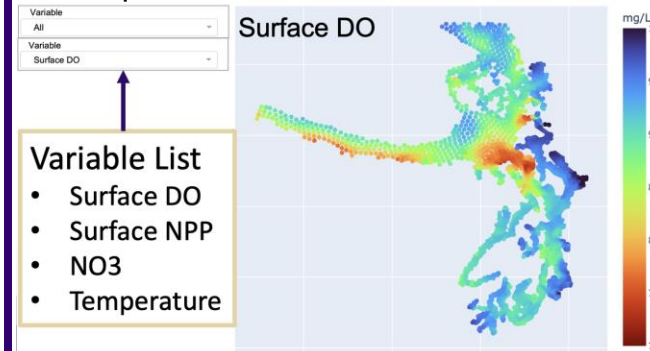 Variable
All
Variable
Surface DO
Surface DO
mg/L
Variable List
• Surface DO
• Surface NPP
• NO3
• Temperature